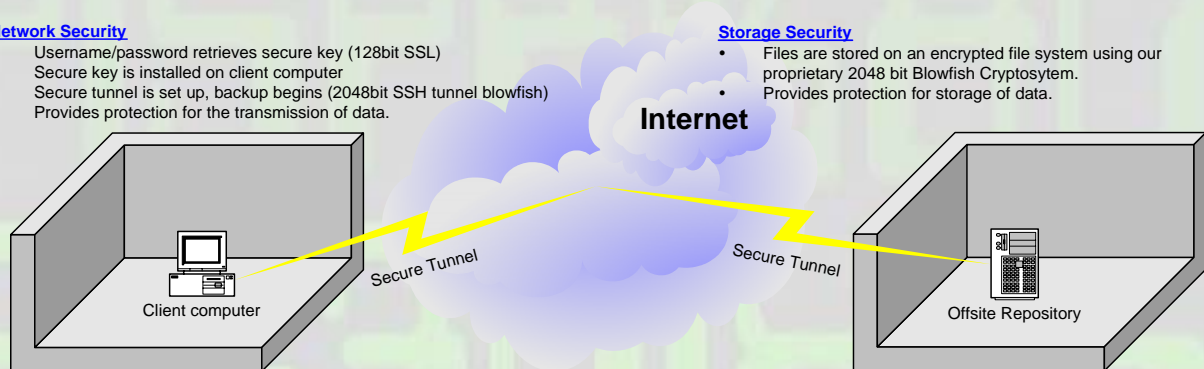 etwork Security
Username/password retrieves secure key (128bit SSL)
Secure key is installed on client computer
Secure tunnel is set up, backup begins (2048bit SSH tunnel blowfish)
Provides protection for the transmission of data.
Storage Security
• Files are stored on an encrypted file system using our
proprietary 2048 bit Blowfish Cryptosytem.
• Provides protection for storage of data.
Internet
Secure Tunnel
Secure Tunnel
Client computer
Offsite Repository